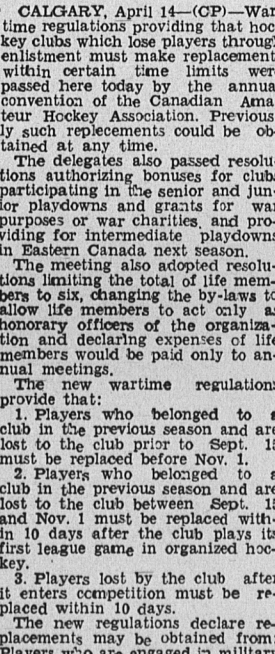 CALGARY, April 14—(CP)—War
time regulations providing that hoc
key clubs which lose players through
enlistment must make replacement
within certain time limits wer
passed here today by the annua
convention of the Canadian Ama
teur Hockey Association. Previous
ly such replecements could be ob
tained at any time.
The delegates also passed resolu
tions authorizing bonuses for club
participating in the senior and jun
ior playdowns and grants for war
purposes or war charities, and pro
viding for intermediate playdown
in Eastern Canada next season.
The meeting also adopted resolu-
tions limiting the total of life mem-
bers to six, changing the by-laws to
allow life members to act only as
honorary officers of the organiza-
tion and declaring expenses of life
members would be paid only to an-
nual meetings.
The new wartime regulation
provide that:
1. Players who belonged to a
club in the previous season and are
lost to the club prior to Sept. 15
must be replaced before Nov. 1.
2. Players who belonged to a
club in the previous season and are
lost to the club between Sept. 15
and Nov. 1 must be replaced with-
in 10 days after the club plays its
first league game in organized hoc-
key.
3. Players lost by the club after
it enters competition must be re-
placed within 10 days.
The new regulations declare re-
placements may be obtained from:
Players who are engaged in militar